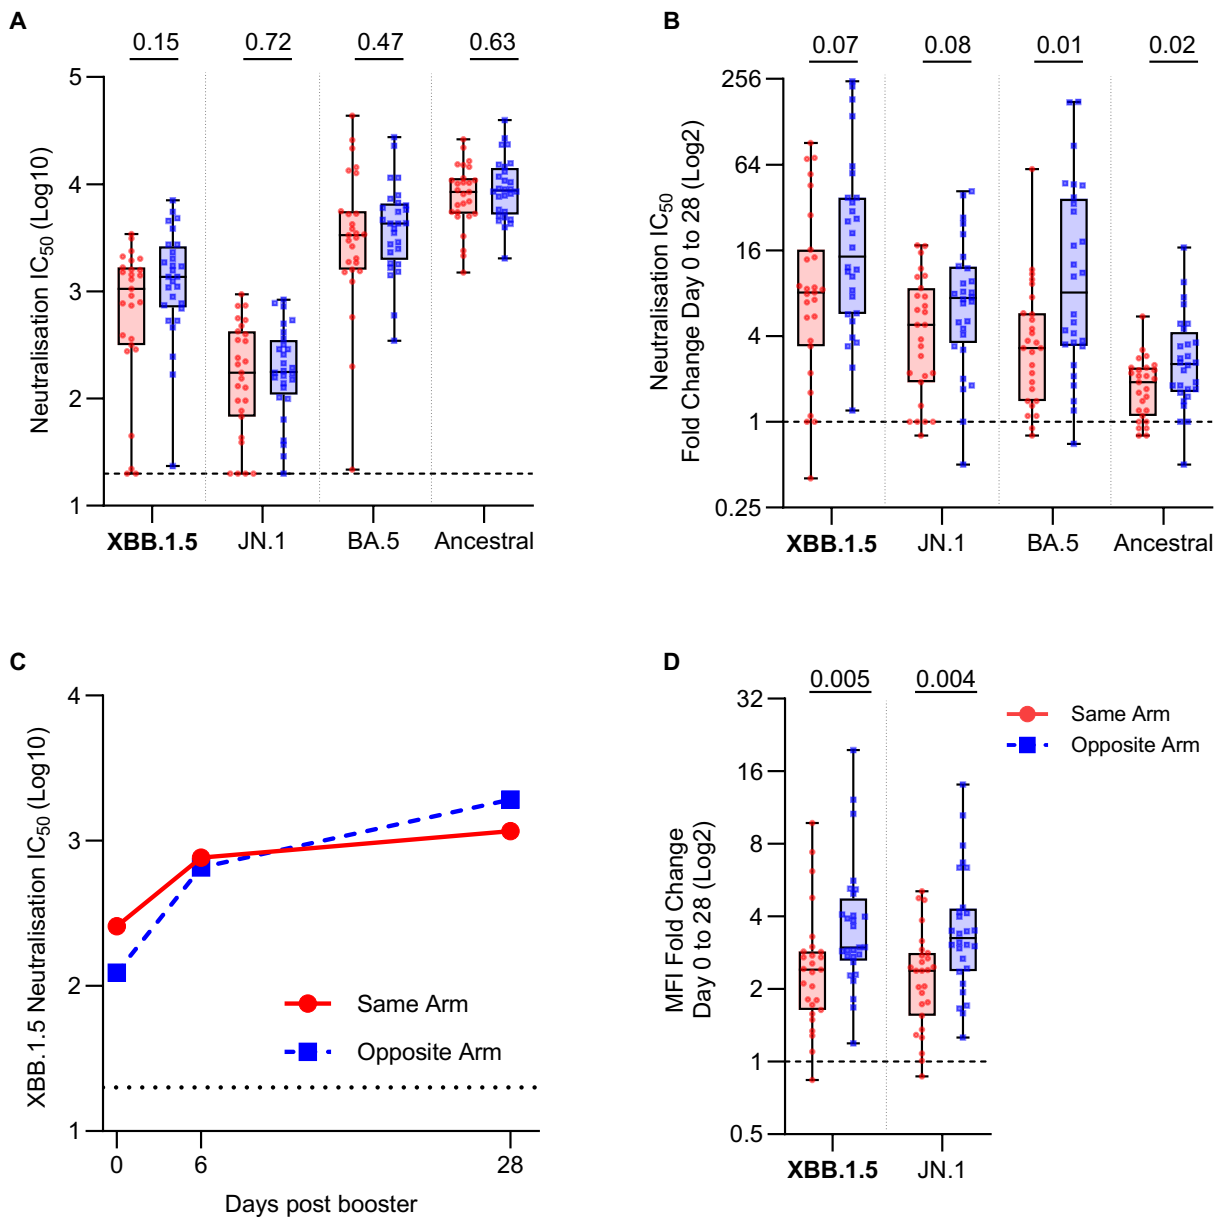 A
0.15
0.72
0.47
0.63
5
4
3
2
1
Neutralisation IC50 (Log10)
XBB.1.5
JN.1
BA.5
Ancestral
B
0.07
0.08
0.01
0.02
256
64
16
4
1
0.25
Neutralisation IC50
Fold Change Day 0 to 28 (Log2)
XBB.1.5
JN.1
BA.5
Ancestral
C
4
3
2
1
XBB.1.5 Neutralisation IC50 (Log10)
Same Arm
Opposite Arm
0
6
28
Days post booster
D
0.005
0.004
32
16
8
4
2
1
0.5
MFI Fold Change
Day 0 to 28 (Log2)
XBB.1.5
JN.1
Same Arm
Opposite Arm